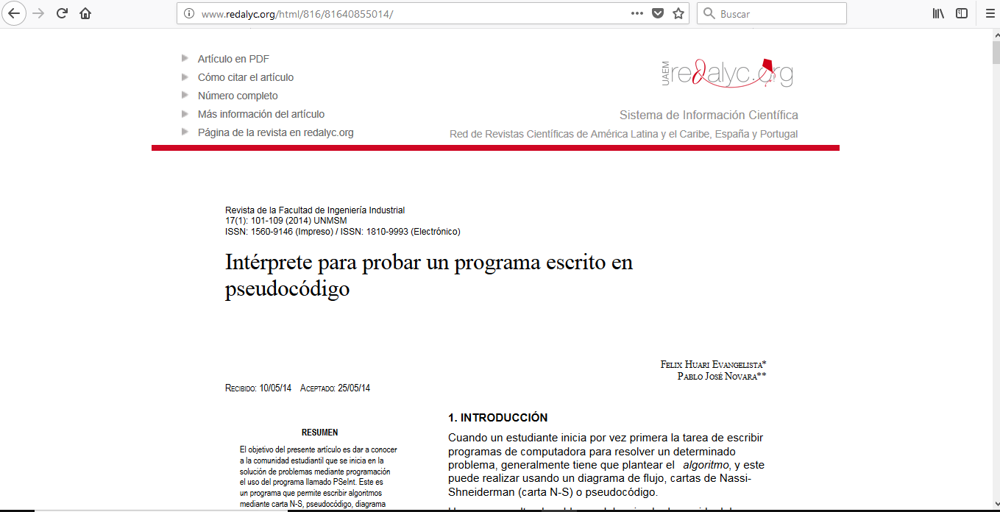 www.redalyc.org/html/816/81640855014/
Buscar
Artículo en PDF
Cómo citar el artículo
Número completo
Más información del artículo
Página de la revista en redalyc.org
UAEM
redalyc.org
Sistema de Información Científica
Red de Revistas Científicas de América Latina y el Caribe, España y Portugal
Revista de la Facultad de Ingeniería Industrial
17(1): 101-109 (2014) UNMSM
ISSN: 1560-9146 (Impreso) / ISSN: 1810-9993 (Electrónico)
Intérprete para probar un programa escrito en
pseudocódigo
Felix Huari Evangelista*
Pablo José Novara**
Recibido: 10/05/14 Aceptado: 25/05/14
RESUMEN
El objetivo del presente artículo es dar a conocer
a la comunidad estudiantil que se inicia en la
solución de problemas mediante programación
el uso del programa llamado PSeInt. Este es
un programa que permite escribir algoritmos
mediante carta N-S, pseudocódigo, diagrama
1. INTRODUCCIÓN
Cuando un estudiante inicia por vez primera la tarea de escribir
programas de computadora para resolver un determinado
problema, generalmente tiene que plantear el algoritmo, y este
puede realizar usando un diagrama de flujo, cartas de Nassi-
Shneiderman (carta N-S) o pseudocódigo.